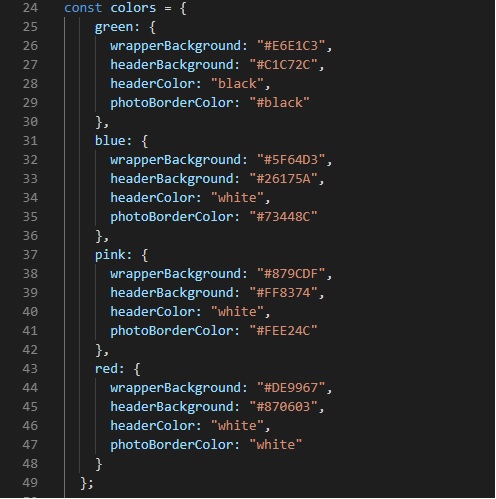 24 const colors = {
25 green: {
26 wrapperBackground: "#E6E1C3",
27 headerBackground: "#C1C72C",
28 headerColor: "black",
29 photoBorderColor: "#black"
30 },
31 blue: {
32 wrapperBackground: "#5F64D3",
33 headerBackground: "#26175A",
34 headerColor: "white",
35 photoBorderColor: "#73448C"
36 },
37 pink: {
38 wrapperBackground: "#879CDF",
39 headerBackground: "#FF8374",
40 headerColor: "white",
41 photoBorderColor: "#FEE24C"
42 },
43 red: {
44 wrapperBackground: "#DE9967",
45 headerBackground: "#870603",
46 headerColor: "white",
47 photoBorderColor: "white"
48 }
49 };